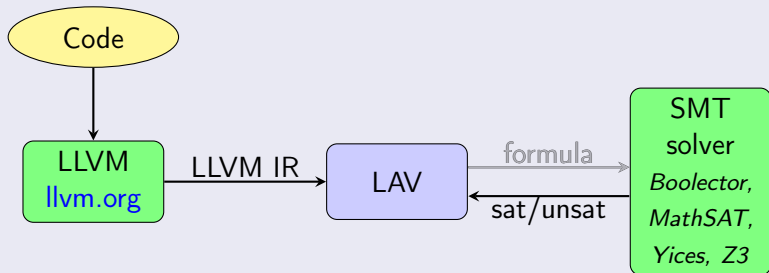 Code
LLVM
llvm.org
LLVM IR
LAV
formula
sat/unsat
SMT
solver
Boolector,
MathSAT,
Yices, Z3